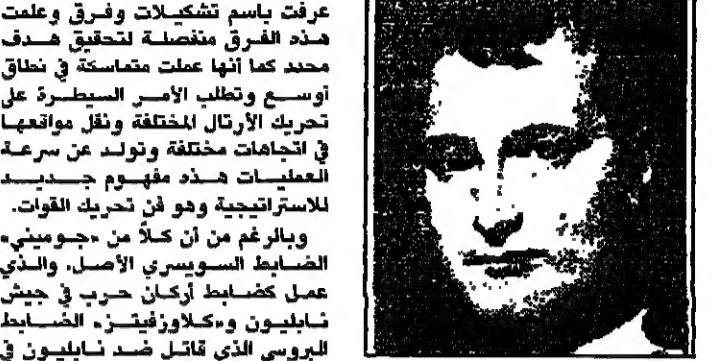 عرفت باسم تشكيلات وفرق وعلمت
هذه الفرق منفصلة لتحقيق هدف
محدد كما أنها عملت متماسكة في نطاق
أوسع وتطلب الأمر السيطرة على
تحريك الأرتال المختلفة ونقل مواقعها
في اتجاهات مختلفة وتولد عن سرعة
العمليات هذه مفهوم جديد
للاستراتيجية وهو فن تحريك القوات.
وبالرغم من أن كلاً من «جوميني»
الضابط السويسري الأصل، والذي
عمل كضابط أركان حرب في جيش
نابليون و«كلاوزفيتز» الضابط
البروسي الذي قاتل ضد نابليون في